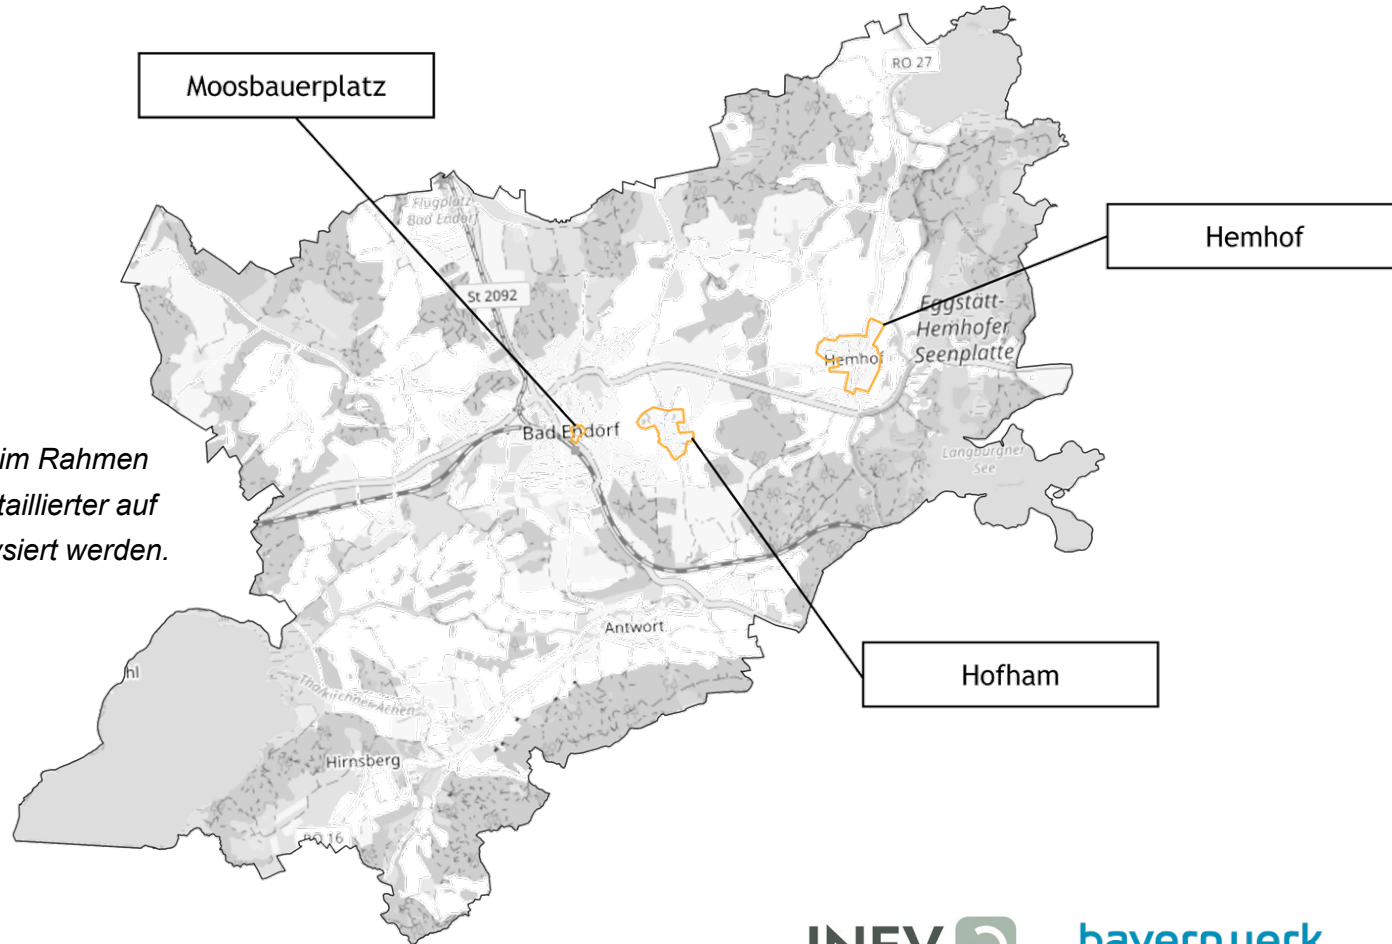 RO 27
Moosbauerplatz
Flugplatz
Bad Endorf
Hemhof
St 2092
Eggstätt-
Hemhofer
Seenplatte
Hemhof
Bad Endorf
im Rahmen
taillierter auf
siert werden.
Langbürgner
See
Antwort
Hofham
hl
Thalkirchner Achen
Hirnsberg
RO 16
INEV
bayernwerk